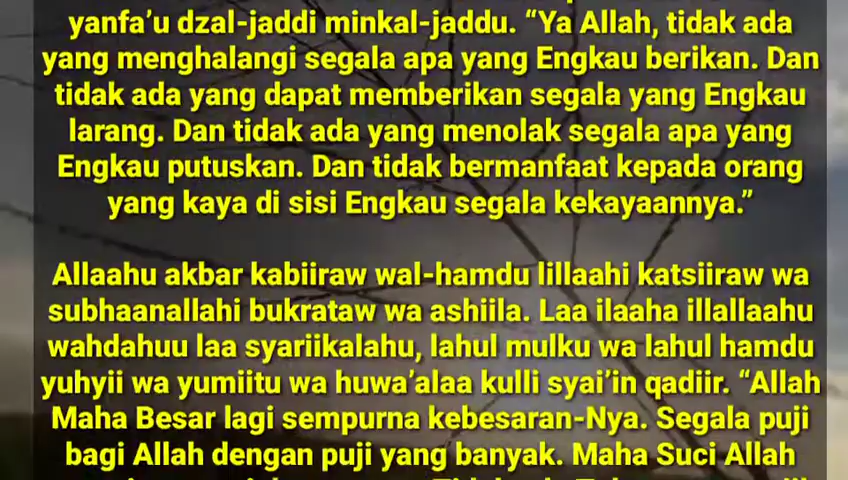 yanfa’u dzal-jaddi minkal-jaddu. “Ya Allah, tidak ada
yang menghalangi segala apa yang Engkau berikan. Dan
tidak ada yang dapat memberikan segala yang Engkau
larang. Dan tidak ada yang menolak segala apa yang
Engkau putuskan. Dan tidak bermanfaat kepada orang
yang kaya di sisi Engkau segala kekayaannya.”
Allaahu akbar kabiiraw wal-hamdu lillaahi katsiiraw wa
subhaanallahi bukrataw wa ashiila. Laa ilaaha illallaahu
wahdahuu laa syariikalahu, lahul mulku wa lahul hamdu
yuhyii wa yumiitu wa huwa’alaa kulli syai’in qadiir. “Allah
Maha Besar lagi sempurna kebesaran-Nya. Segala puji
bagi Allah dengan puji yang banyak. Maha Suci Allah